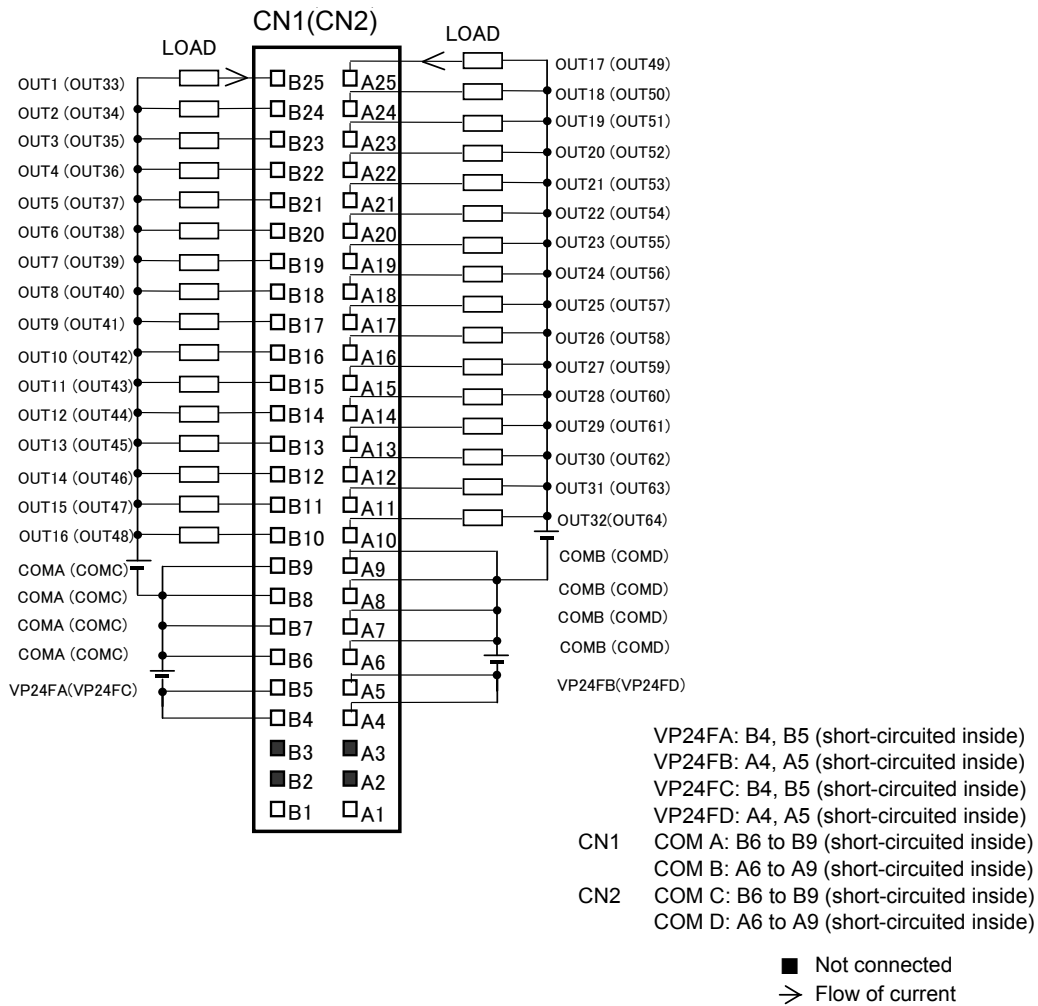 CN1(CN2)
LOAD
LOAD
OUT1 (OUT33)
B25
A25
OUT17 (OUT49)
OUT2 (OUT34)
B24
A24
OUT18 (OUT50)
OUT3 (OUT35)
B23
A23
OUT19 (OUT51)
OUT4 (OUT36)
B22
A22
OUT20 (OUT52)
OUT5 (OUT37)
B21
A21
OUT21 (OUT53)
OUT6 (OUT38)
B20
A20
OUT22 (OUT54)
OUT7 (OUT39)
B19
A19
OUT23 (OUT55)
OUT8 (OUT40)
B18
A18
OUT24 (OUT56)
OUT9 (OUT41)
B17
A17
OUT25 (OUT57)
OUT10 (OUT42)
B16
A16
OUT26 (OUT58)
OUT11 (OUT43)
B15
A15
OUT27 (OUT59)
OUT12 (OUT44)
B14
A14
OUT28 (OUT60)
OUT13 (OUT45)
B13
A13
OUT29 (OUT61)
OUT14 (OUT46)
B12
A12
OUT30 (OUT62)
OUT15 (OUT47)
B11
A11
OUT31 (OUT63)
OUT16 (OUT48)
B10
A10
OUT32(OUT64)
COMA (COMC)
B9
A9
COMB (COMD)
COMA (COMC)
B8
A8
COMB (COMD)
COMA (COMC)
B7
A7
COMB (COMD)
COMA (COMC)
B6
A6
COMB (COMD)
VP24FA(VP24FC)
B5
A5
VP24FB(VP24FD)
B4
A4
B3
A3
B2
A2
B1
A1
VP24FA: B4, B5 (short-circuited inside)
VP24FB: A4, A5 (short-circuited inside)
VP24FC: B4, B5 (short-circuited inside)
VP24FD: A4, A5 (short-circuited inside)
CN1 COM A: B6 to B9 (short-circuited inside)
COM B: A6 to A9 (short-circuited inside)
CN2 COM C: B6 to B9 (short-circuited inside)
COM D: A6 to A9 (short-circuited inside)
Not connected
Flow of current